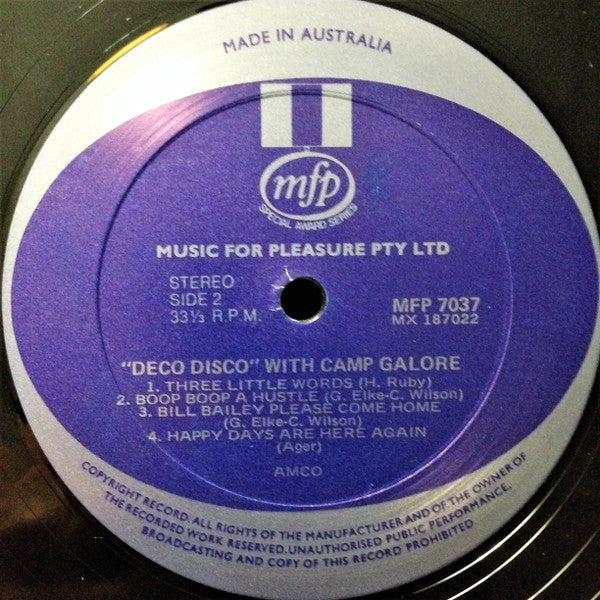 MADE IN AUSTRALIA
mfp
SPECIAL AWARD SERIES
MUSIC FOR PLEASURE PTY LTD
STEREO
SIDE 2
33⅓ R.P.M.
MFP 7037
MX 187022
"DECO DISCO" WITH CAMP GALORE
1. THREE LITTLE WORDS (H. Ruby)
2. BOOP BOOP A HUSTLE (G. Elke-C. Wilson)
3. BILL BAILEY PLEASE COME HOME
(G. Elke-C. Wilson)
4. HAPPY DAYS ARE HERE AGAIN
(Ager)
AMCO
COPYRIGHT RECORD. ALL RIGHTS OF THE MANUFACTURER AND OF THE OWNER OF
THE RECORDED WORK RESERVED. UNAUTHORISED PUBLIC PERFORMANCE,
BROADCASTING AND COPY OF THIS RECORD PROHIBITED